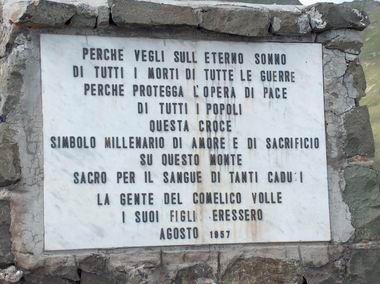 PERCHE VEGLI SULL ETERNO SONNO
DI TUTTI I MORTI DI TUTTE LE GUERRE
PERCHE PROTEGGA L'OPERA DI PACE
DI TUTTI I POPOLI
QUESTA CROCE
SIMBOLO MILLENARIO DI AMORE E DI SACRIFICIO
SU QUESTO MONTE
SACRO PER IL SANGUE DI TANTI CADUTI
LA GENTE DEL COMELICO VOLLE
I SUOI FIGLI ERESSERO
AGOSTO 1957